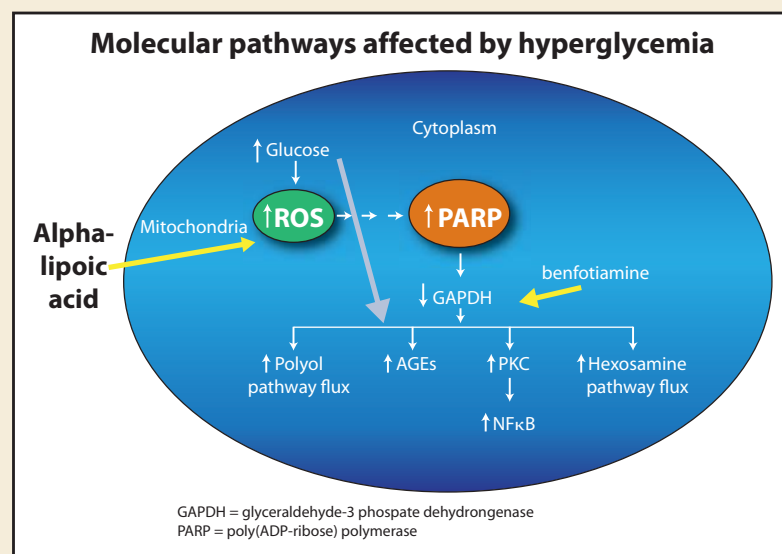 Molecular pathways affected by hyperglycemia
Cytoplasm
↑ Glucose
Mitochondria
↑ROS
↑ PARP
Alpha-
lipoic
acid
benfotiamine
↓ GAPDH
↑ Polyol
pathway flux
↑ AGEs
↑ PKC
↑ Hexosamine
pathway flux
↑ NFκB
GAPDH = glyceraldehyde-3 phospate dehydrongenase
PARP = poly(ADP-ribose) polymerase